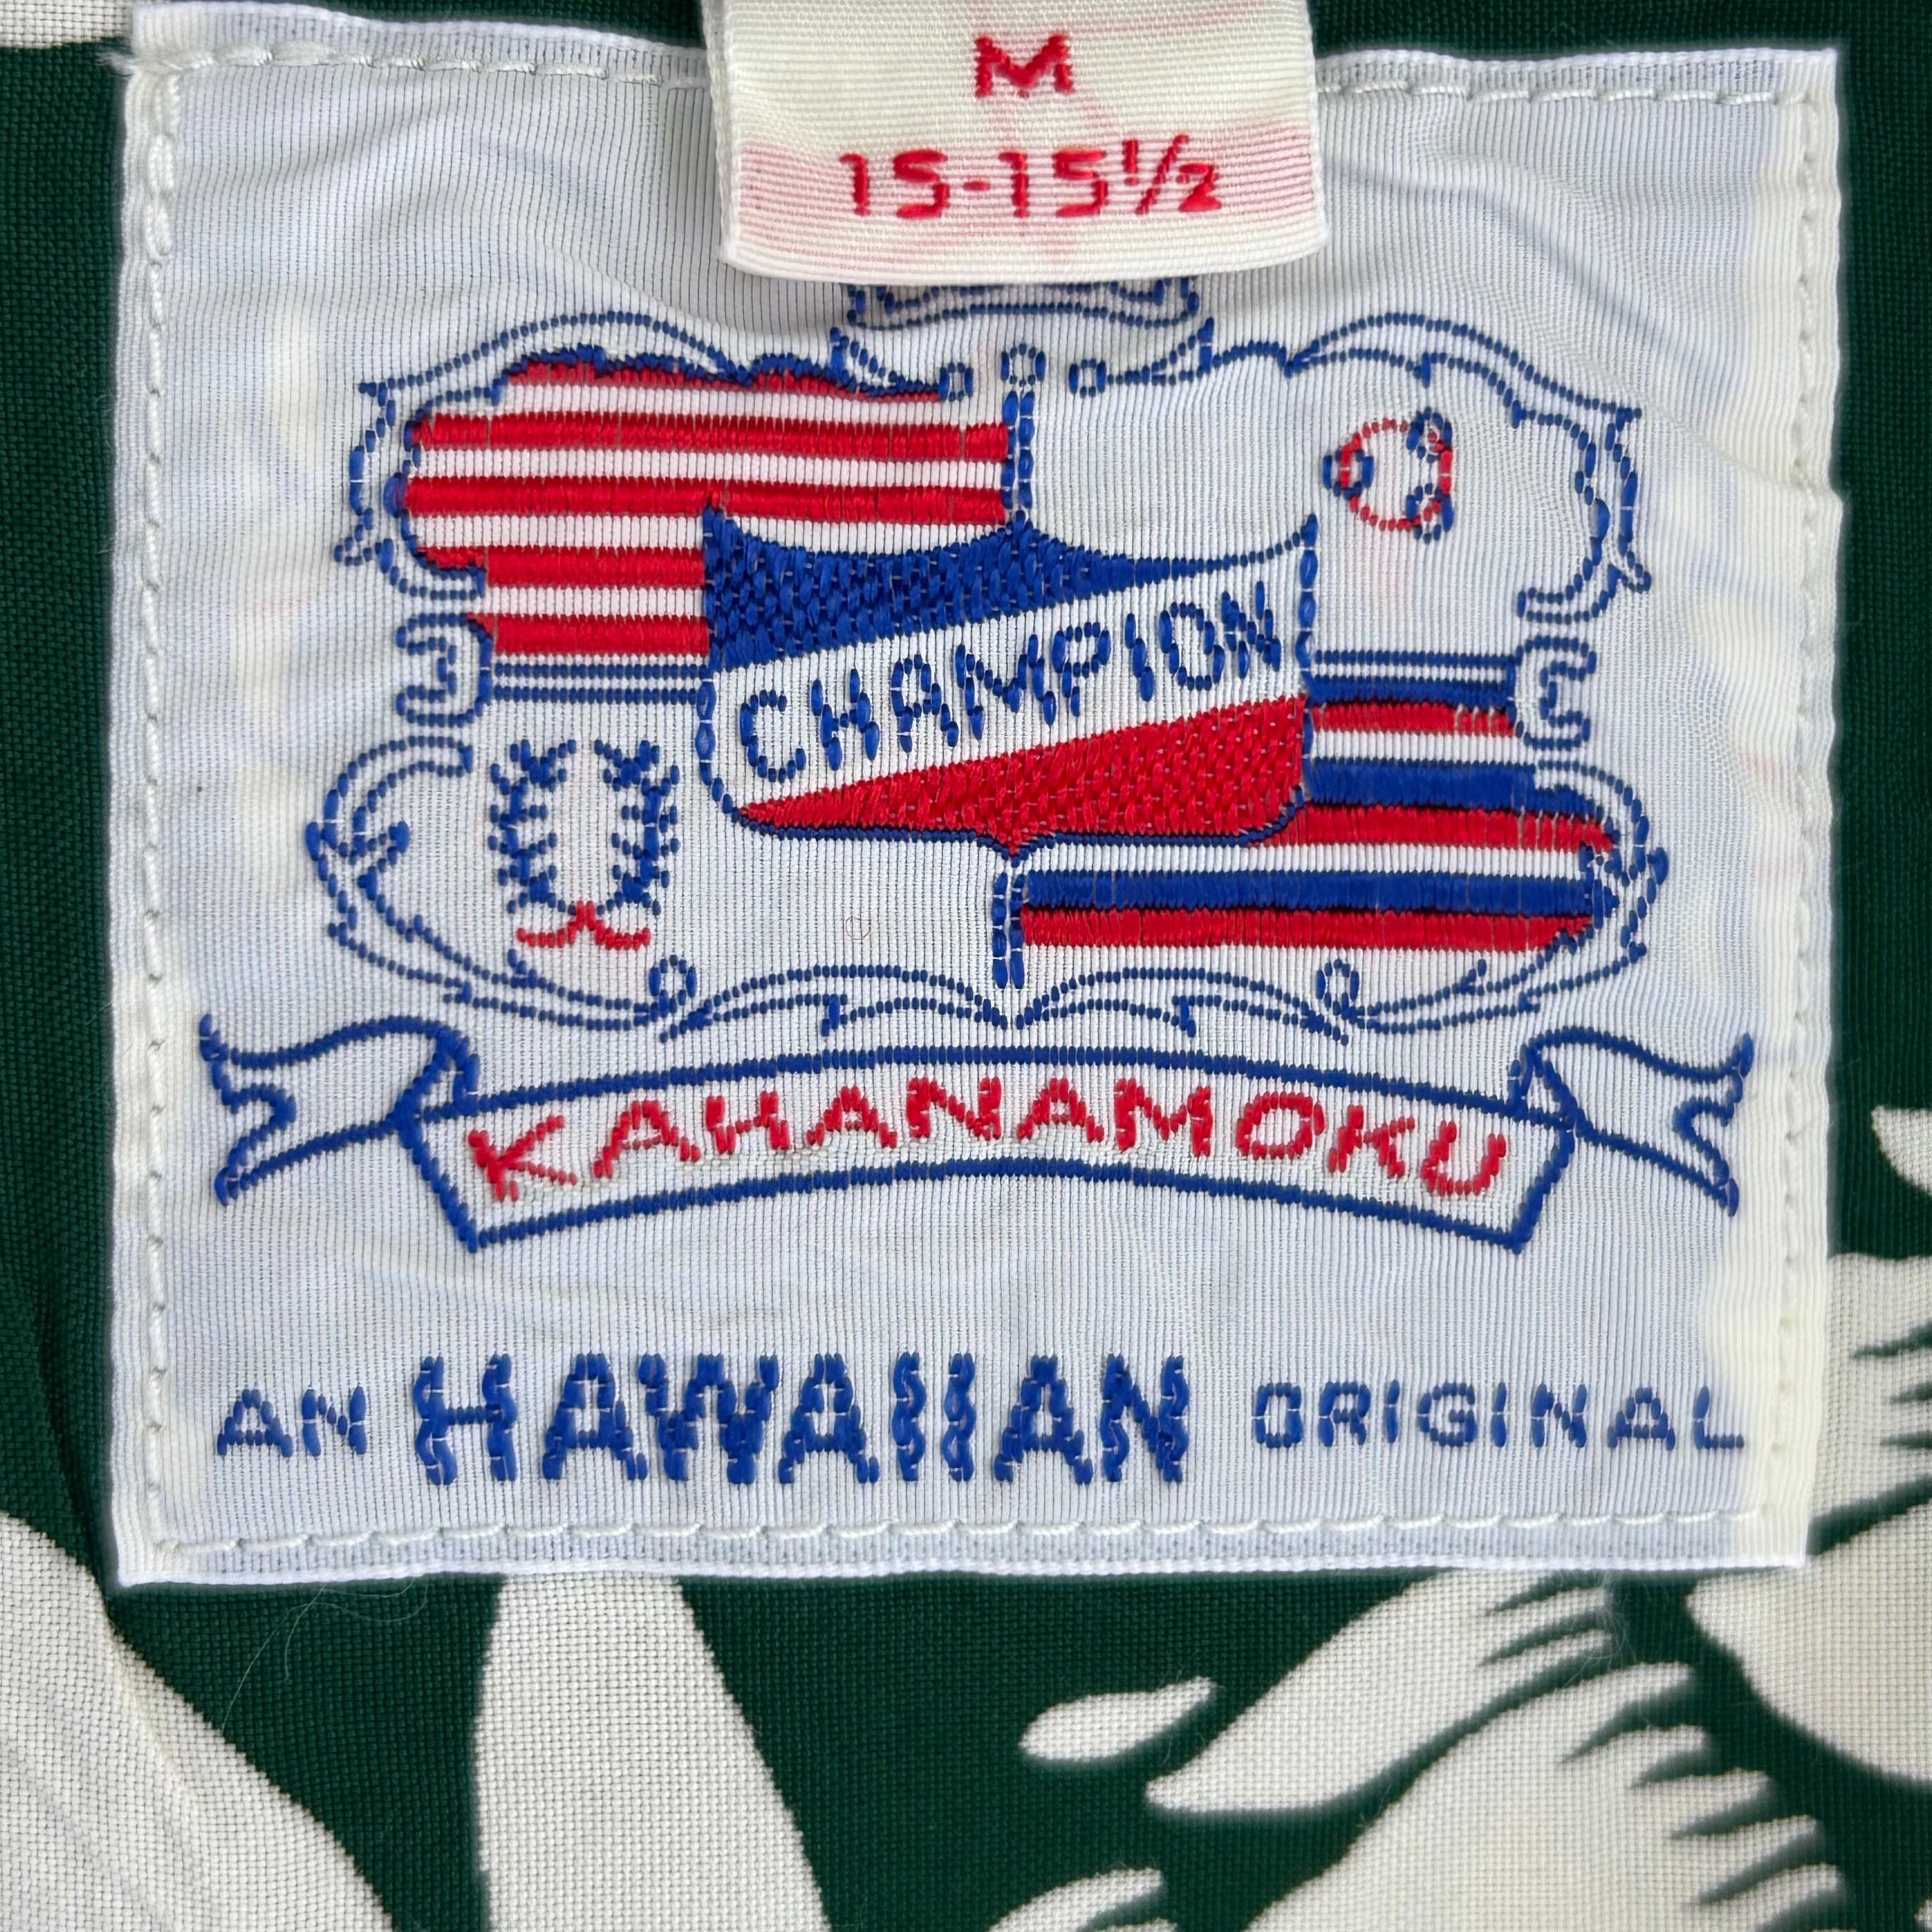 M
15-15½
CHAMPION
KAHANAMOKU
AN HAWAIIAN ORIGINAL